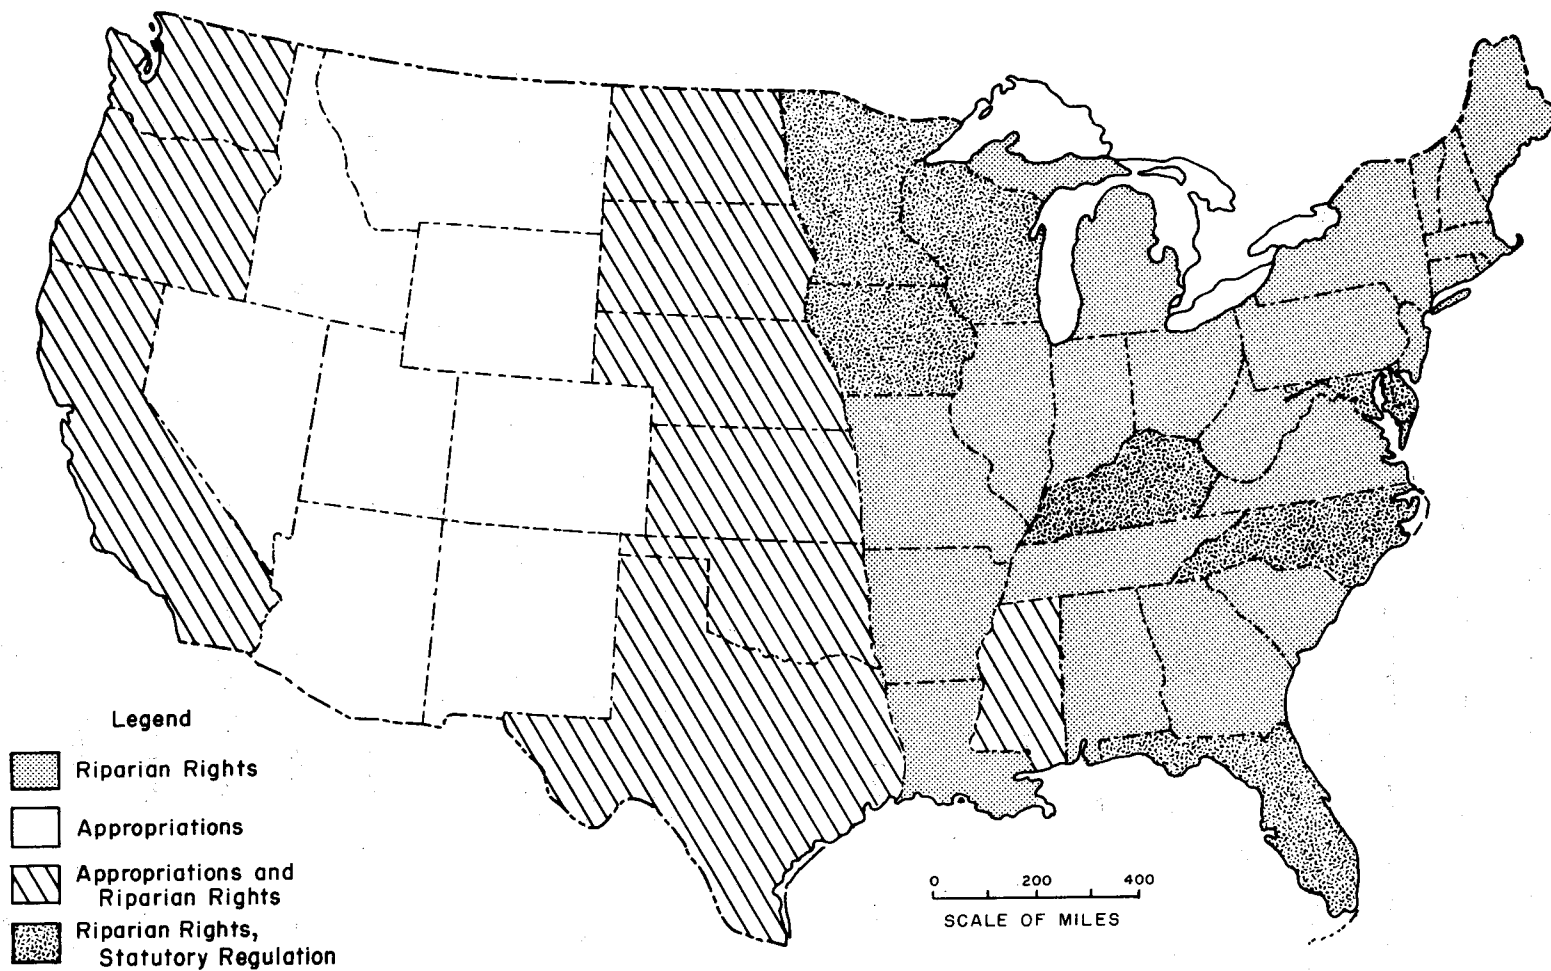 Legend
Riparian Rights
Appropriations
Appropriations and
Riparian Rights
Riparian Rights,
Statutory Regulation
0 200 400
SCALE OF MILES